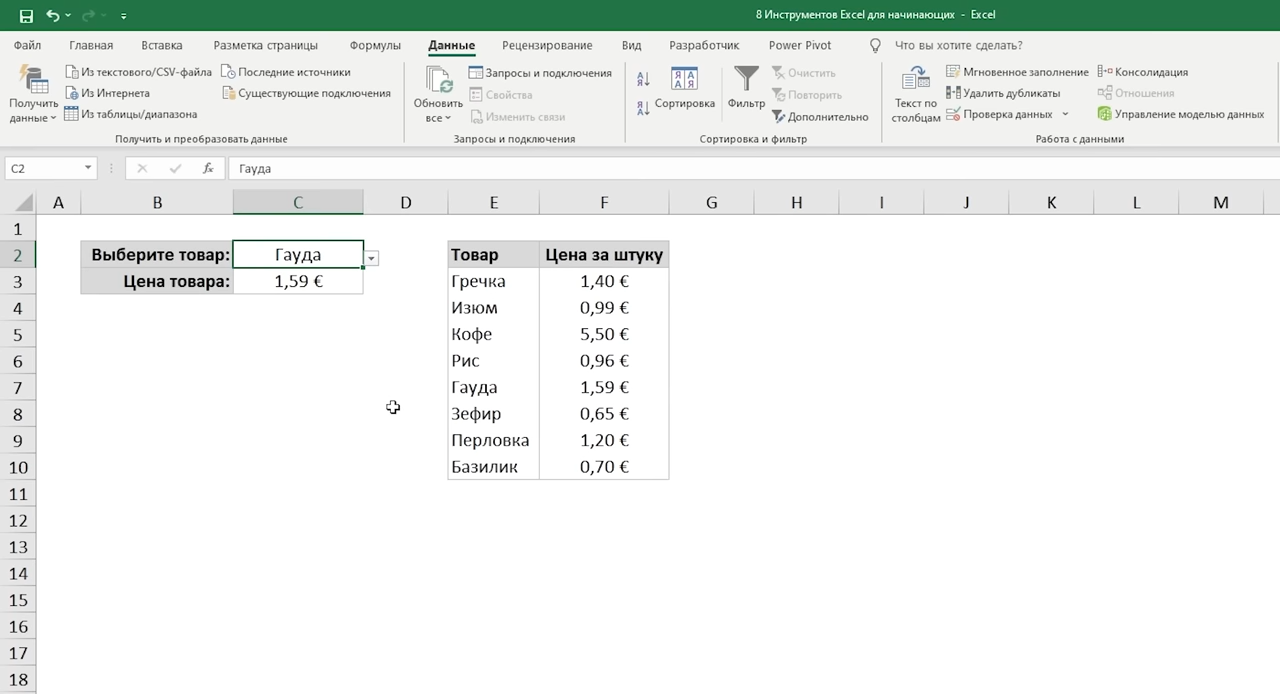 8 Инструментов Excel для начинающих - Excel
Файл Главная Вставка Разметка страницы Формулы Данные Рецензирование Вид Разработчик Power Pivot Что вы хотите сделать?
Получить данные
Из текстового/CSV-файла
Из Интернета
Из таблицы/диапазона
Последние источники
Существующие подключения
Получить и преобразовать данные
Обновить все
Запросы и подключения
Свойства
Изменить связи
Запросы и подключения
Сортировка
Фильтр
Очистить
Повторить
Дополнительно
Сортировка и фильтр
Текст по столбцам
Мгновенное заполнение
Удалить дубликаты
Проверка данных
Консолидация
Отношения
Управление моделью данных
Работа с данными
C2 fx Гауда
A B C D E F G H I J K L M
1
2 Выберите товар: Гауда Товар Цена за штуку
3 Цена товара: 1,59 € Гречка 1,40 €
4 Изюм 0,99 €
5 Кофе 5,50 €
6 Рис 0,96 €
7 Гауда 1,59 €
8 Зефир 0,65 €
9 Перловка 1,20 €
10 Базилик 0,70 €
11
12
13
14
15
16
17
18